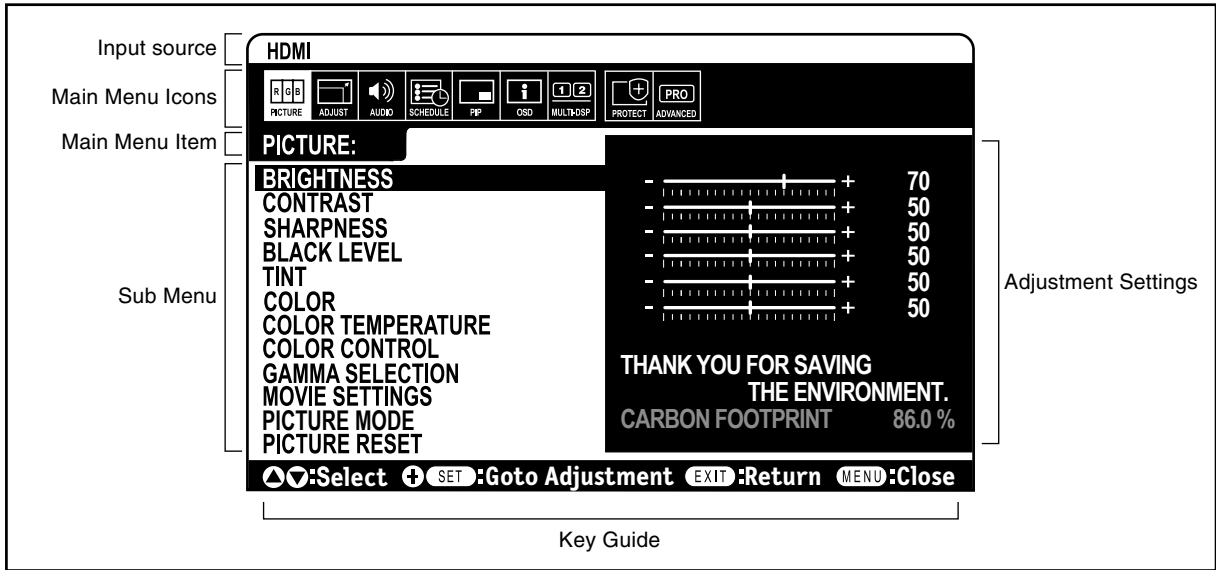 Input source
HDMI
Main Menu Icons
R G B
PICTURE
ADJUST
AUDIO
SCHEDULE
PIP
i
OSD
1 2
MULTI-DSP
PROTECT
PRO
ADVANCED
Main Menu Item
PICTURE:
Sub Menu
BRIGHTNESS - + 70
CONTRAST - + 50
SHARPNESS - + 50
BLACK LEVEL - + 50
TINT - + 50
COLOR - + 50
COLOR TEMPERATURE
COLOR CONTROL
GAMMA SELECTION
MOVIE SETTINGS
PICTURE MODE
PICTURE RESET
THANK YOU FOR SAVING
THE ENVIRONMENT.
CARBON FOOTPRINT 86.0 %
Adjustment Settings
:Select + SET :Goto Adjustment EXIT :Return MENU :Close
Key Guide